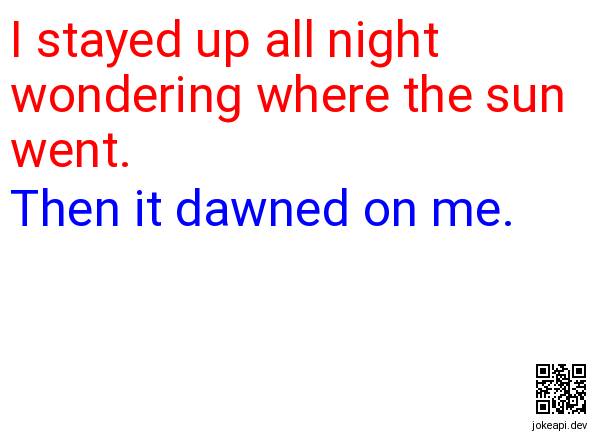 I stayed up all night
wondering where the sun
went.
Then it dawned on me.
jokeapi.dev